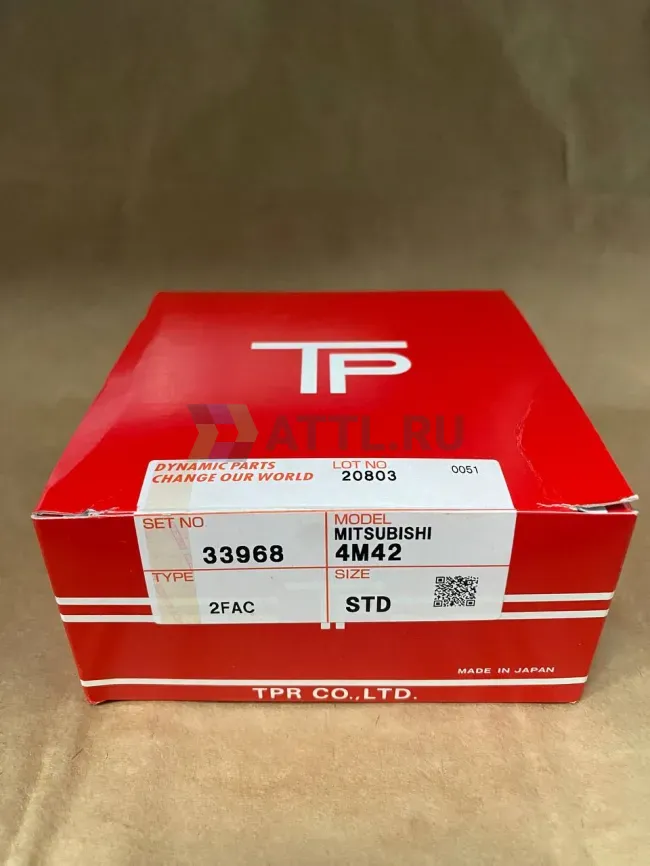 TP
ATTL.RU
DYNAMIC PARTS
CHANGE OUR WORLD
LOT NO
20803
0051
SET NO
33968
MODEL
MITSUBISHI
4M42
TYPE
2FAC
SIZE
STD
MADE IN JAPAN
TPR CO.,LTD.